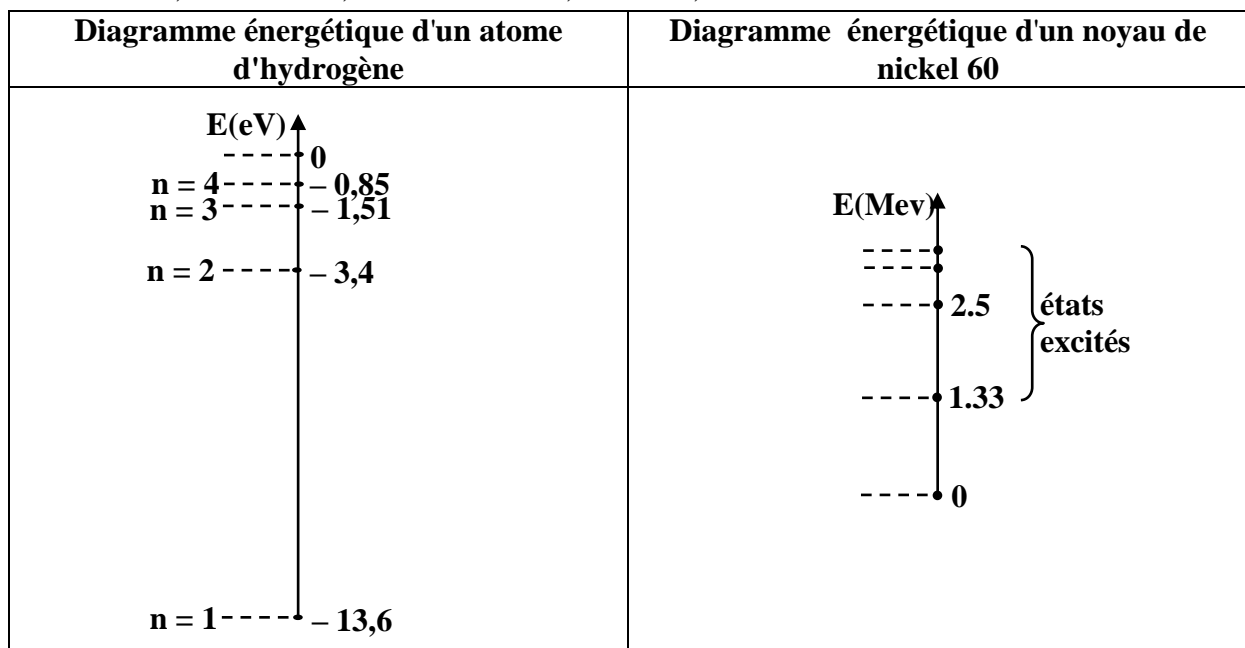 Diagramme énergétique d'un atome
d'hydrogène
Diagramme énergétique d'un noyau de
nickel 60
E(eV)
0
n = 4 – 0,85
n = 3 – 1,51
n = 2 – 3,4
n = 1 – 13,6
E(Mev)
2.5
états
excités
1.33
0